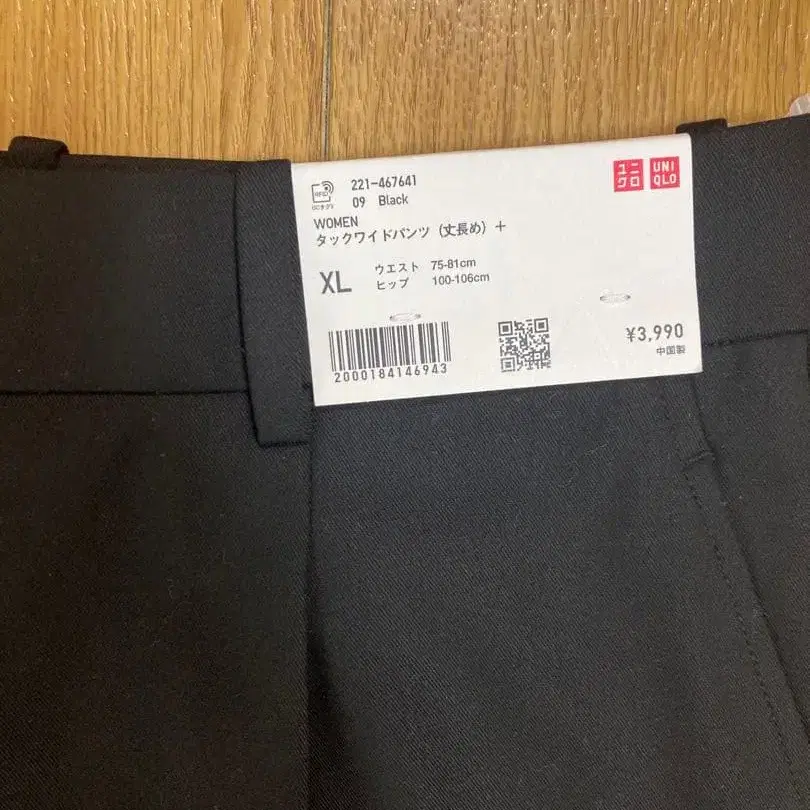 221-467641
09 Black
WOMEN
タックワイドパンツ（丈長め）＋
XL
ウエスト 75-81cm
ヒップ 100-106cm
2000184146943
¥3,990
中国製
ユニクロ
UNIQLO
RFID